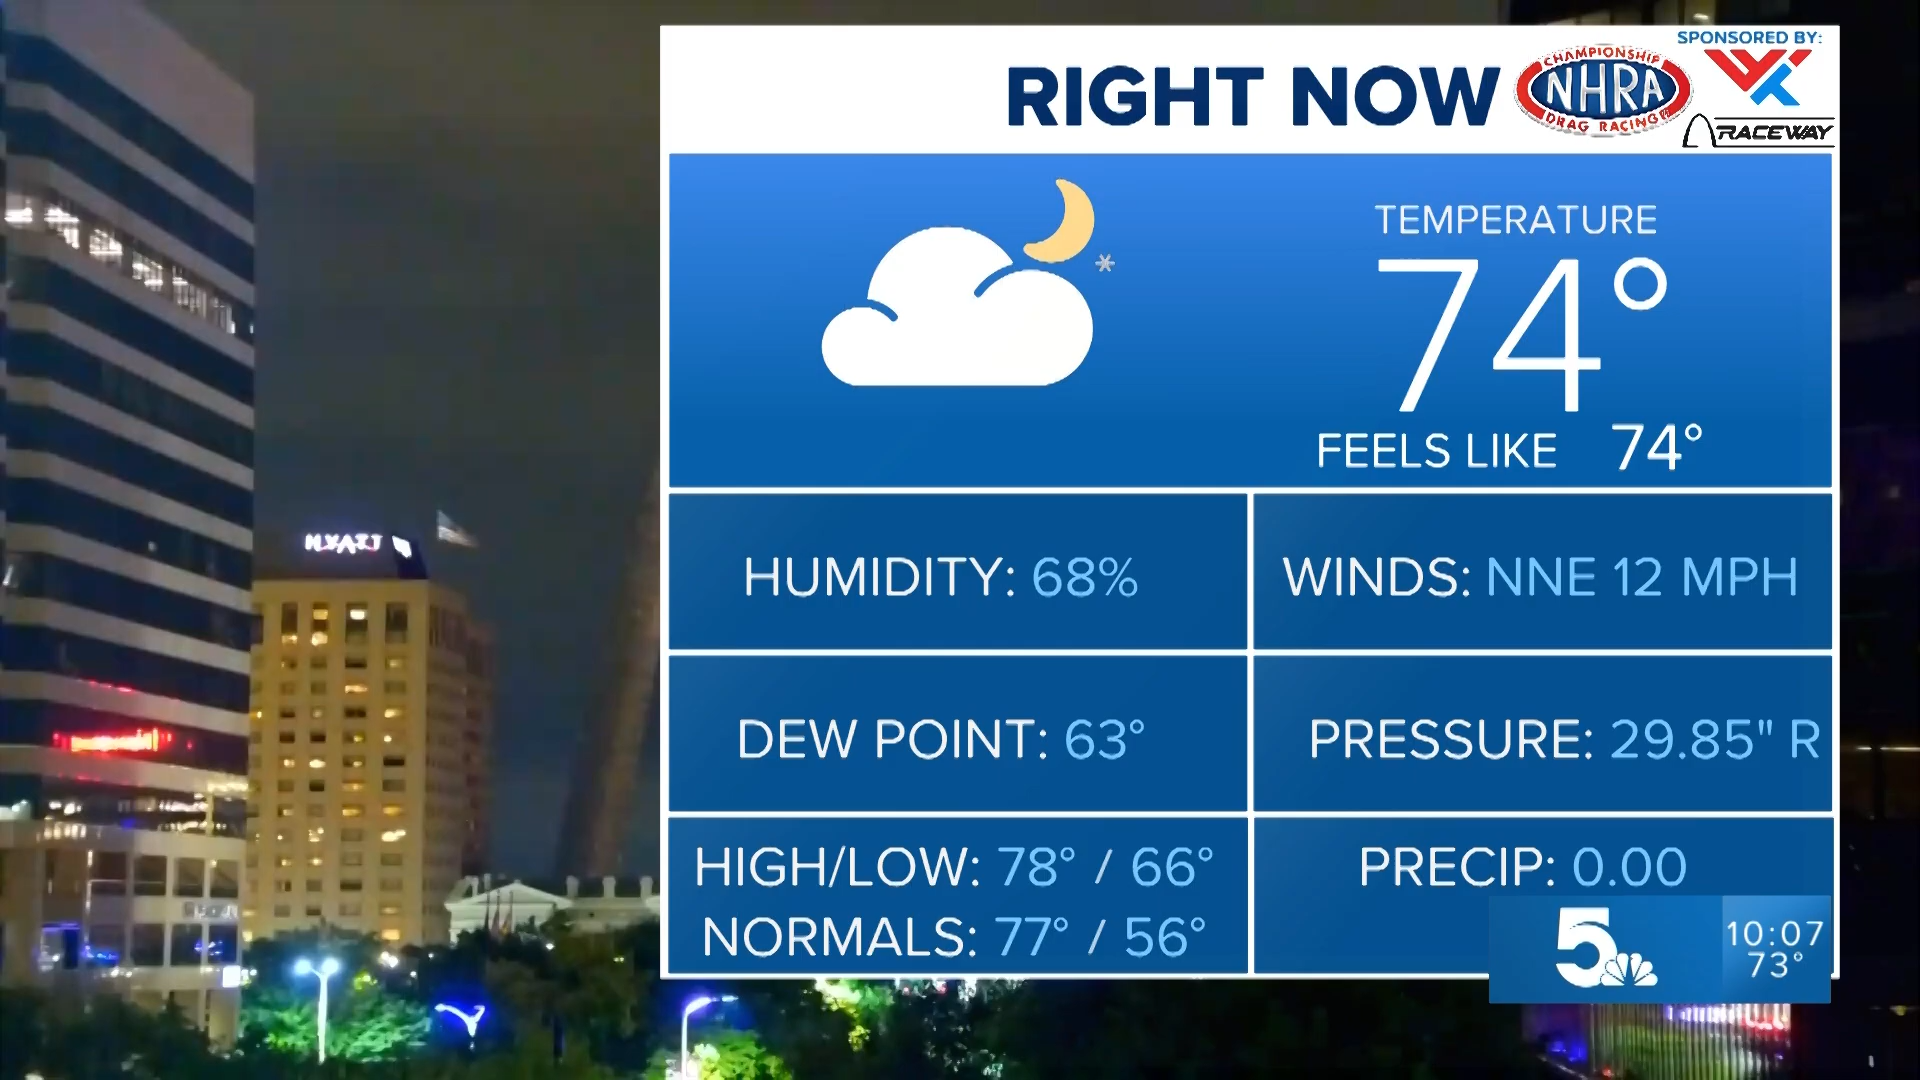 SPONSORED BY:
RIGHT NOW
CHAMPIONSHIP
NHRA
DRAG RACING
RACEWAY
TEMPERATURE
74°
FEELS LIKE 74°
HYATT
HUMIDITY: 68%
WINDS: NNE 12 MPH
DEW POINT: 63°
PRESSURE: 29.85" R
HIGH/LOW: 78° / 66°
NORMALS: 77° / 56°
PRECIP: 0.00
5
10:07
73°